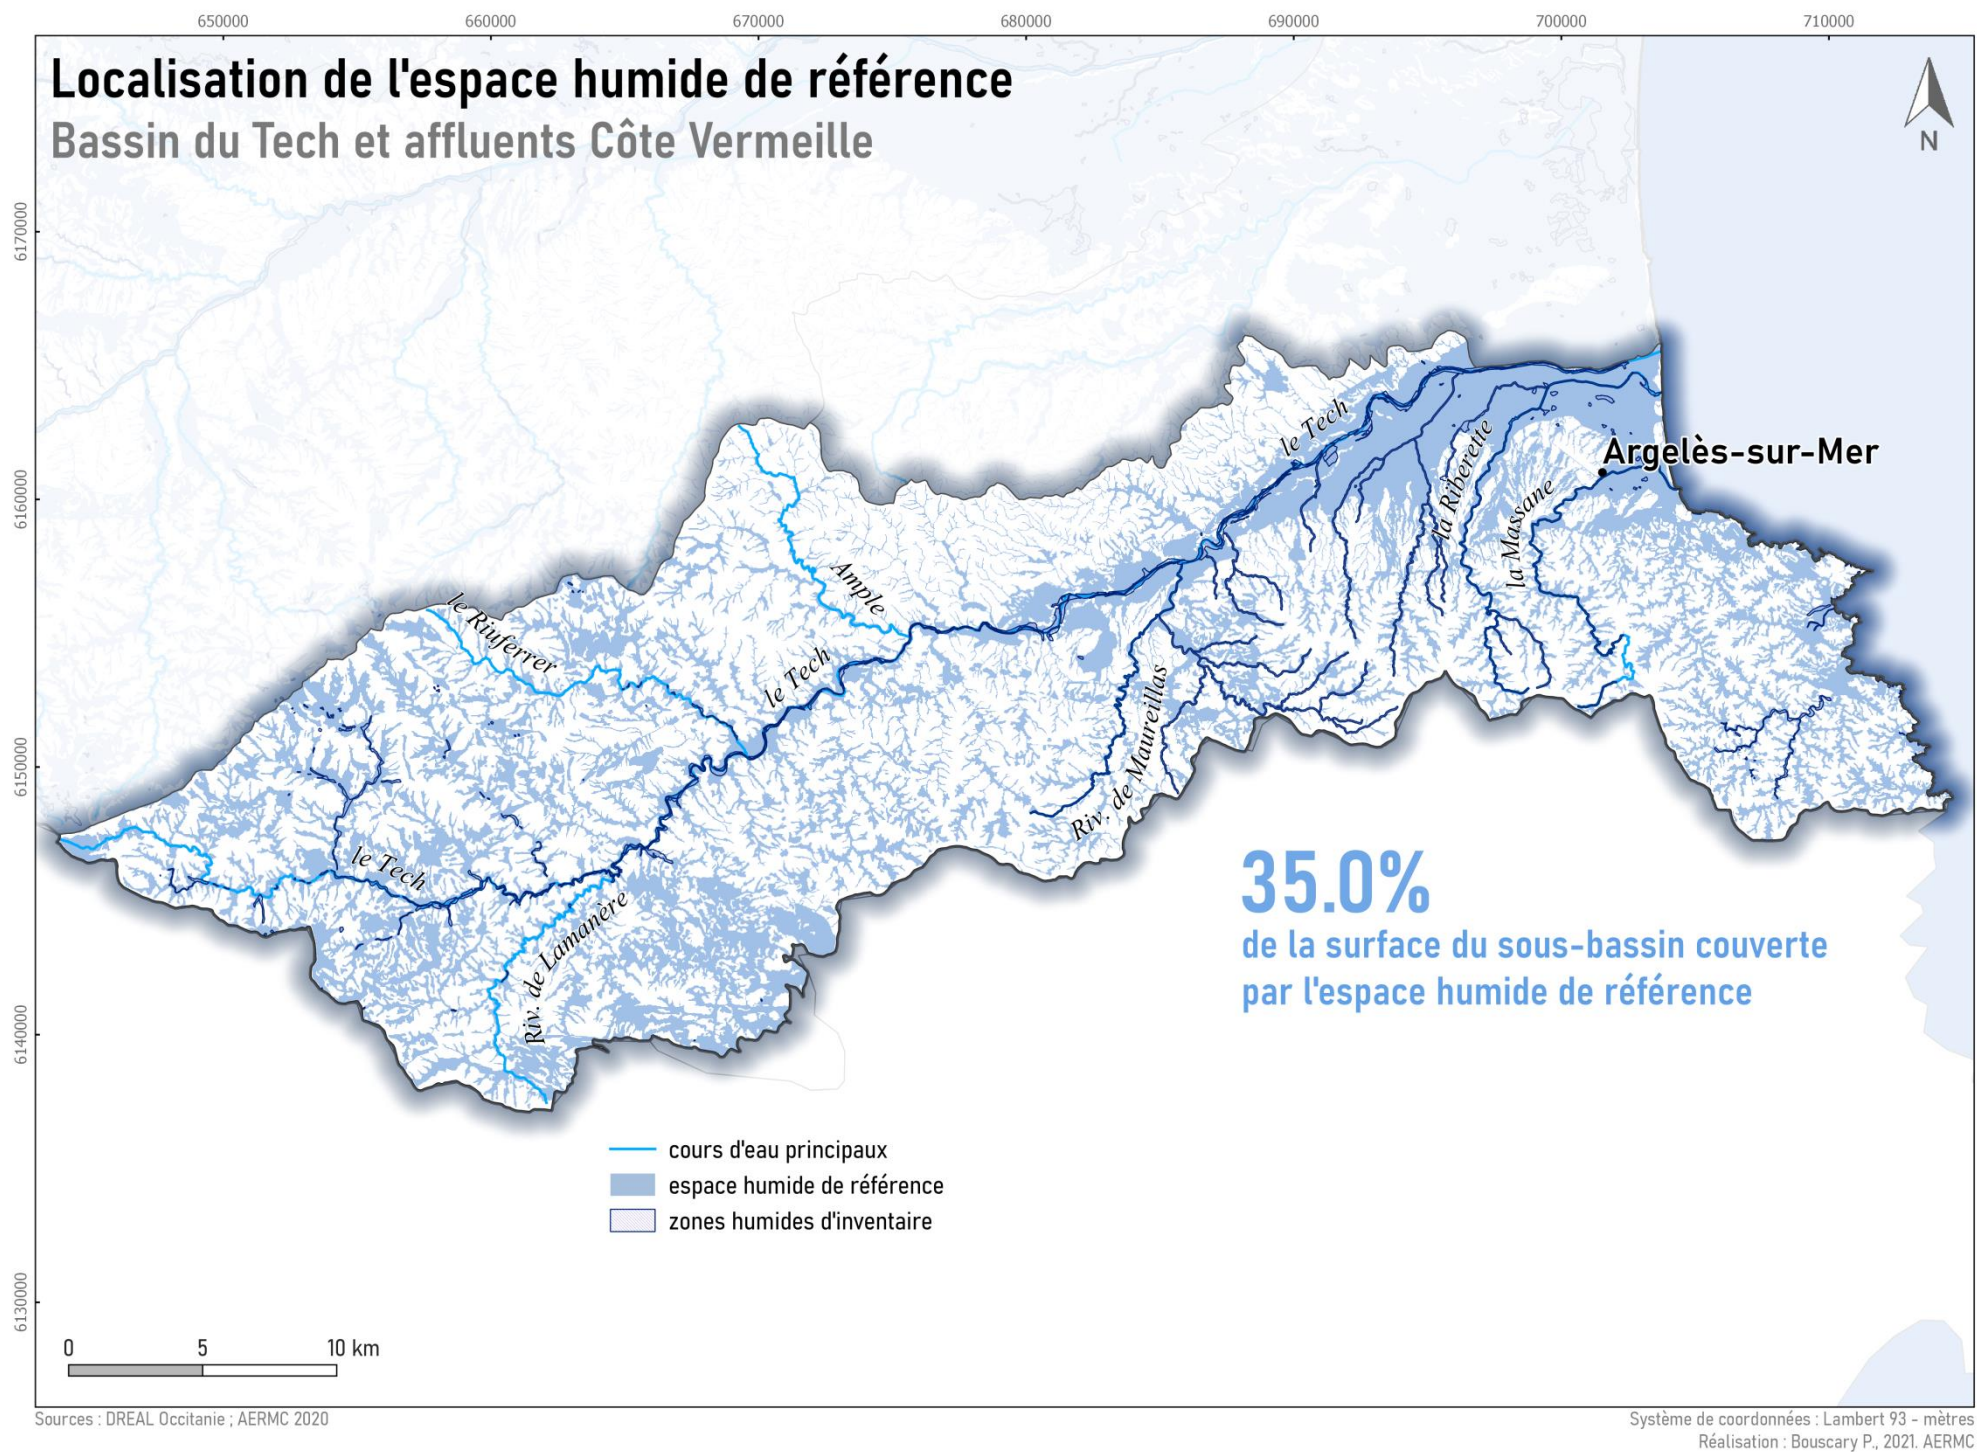 650000 660000 670000 680000 690000 700000 710000
Localisation de l'espace humide de référence
Bassin du Tech et affluents Côte Vermeille
N
6170000
6160000
6150000
6140000
6130000
le Tech
la Riberette
Argelès-sur-Mer
la Massane
Ample
le Riuferrer
le Tech
Riv. de Maureillas
le Tech
Riv. de Lamanère
35.0%
de la surface du sous-bassin couverte
par l'espace humide de référence
cours d'eau principaux
espace humide de référence
zones humides d'inventaire
0 5 10 km
Sources : DREAL Occitanie ; AERMC 2020
Système de coordonnées : Lambert 93 - mètres
Réalisation : Bouscary P., 2021. AERMC